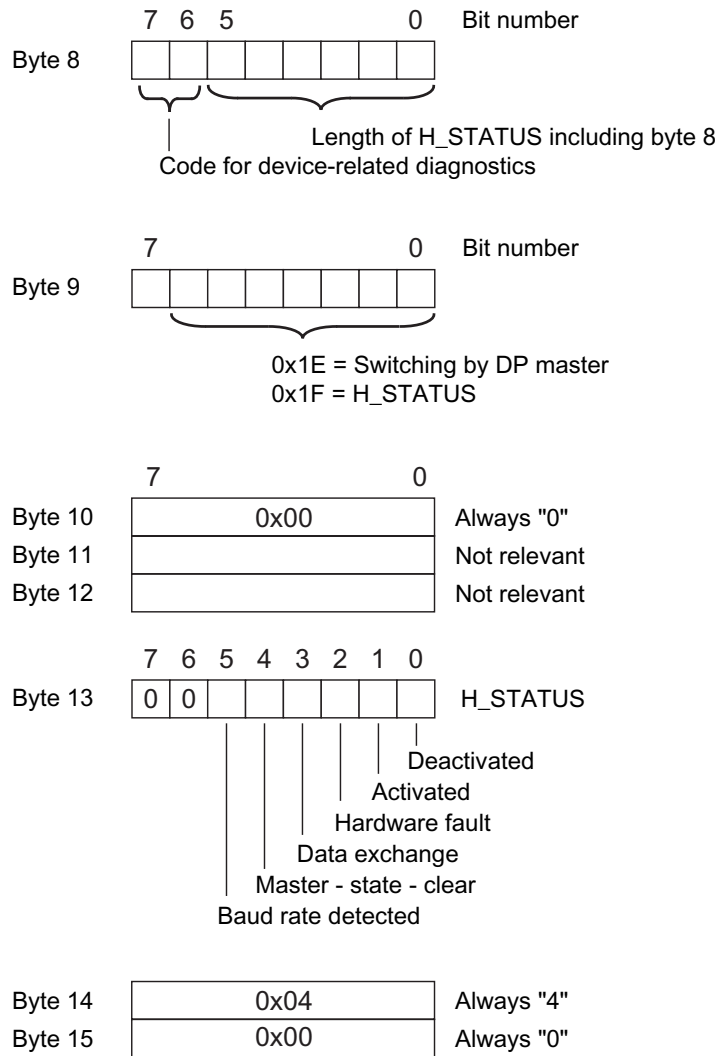 7 6 5 0 Bit number
Byte 8
Length of H_STATUS including byte 8
Code for device-related diagnostics
7 0 Bit number
Byte 9
0x1E = Switching by DP master
0x1F = H_STATUS
7 0
Byte 10 0x00 Always "0"
Byte 11 Not relevant
Byte 12 Not relevant
7 6 5 4 3 2 1 0
Byte 13 0 0 H_STATUS
Deactivated
Activated
Hardware fault
Data exchange
Master - state - clear
Baud rate detected
Byte 14 0x04 Always "4"
Byte 15 0x00 Always "0"